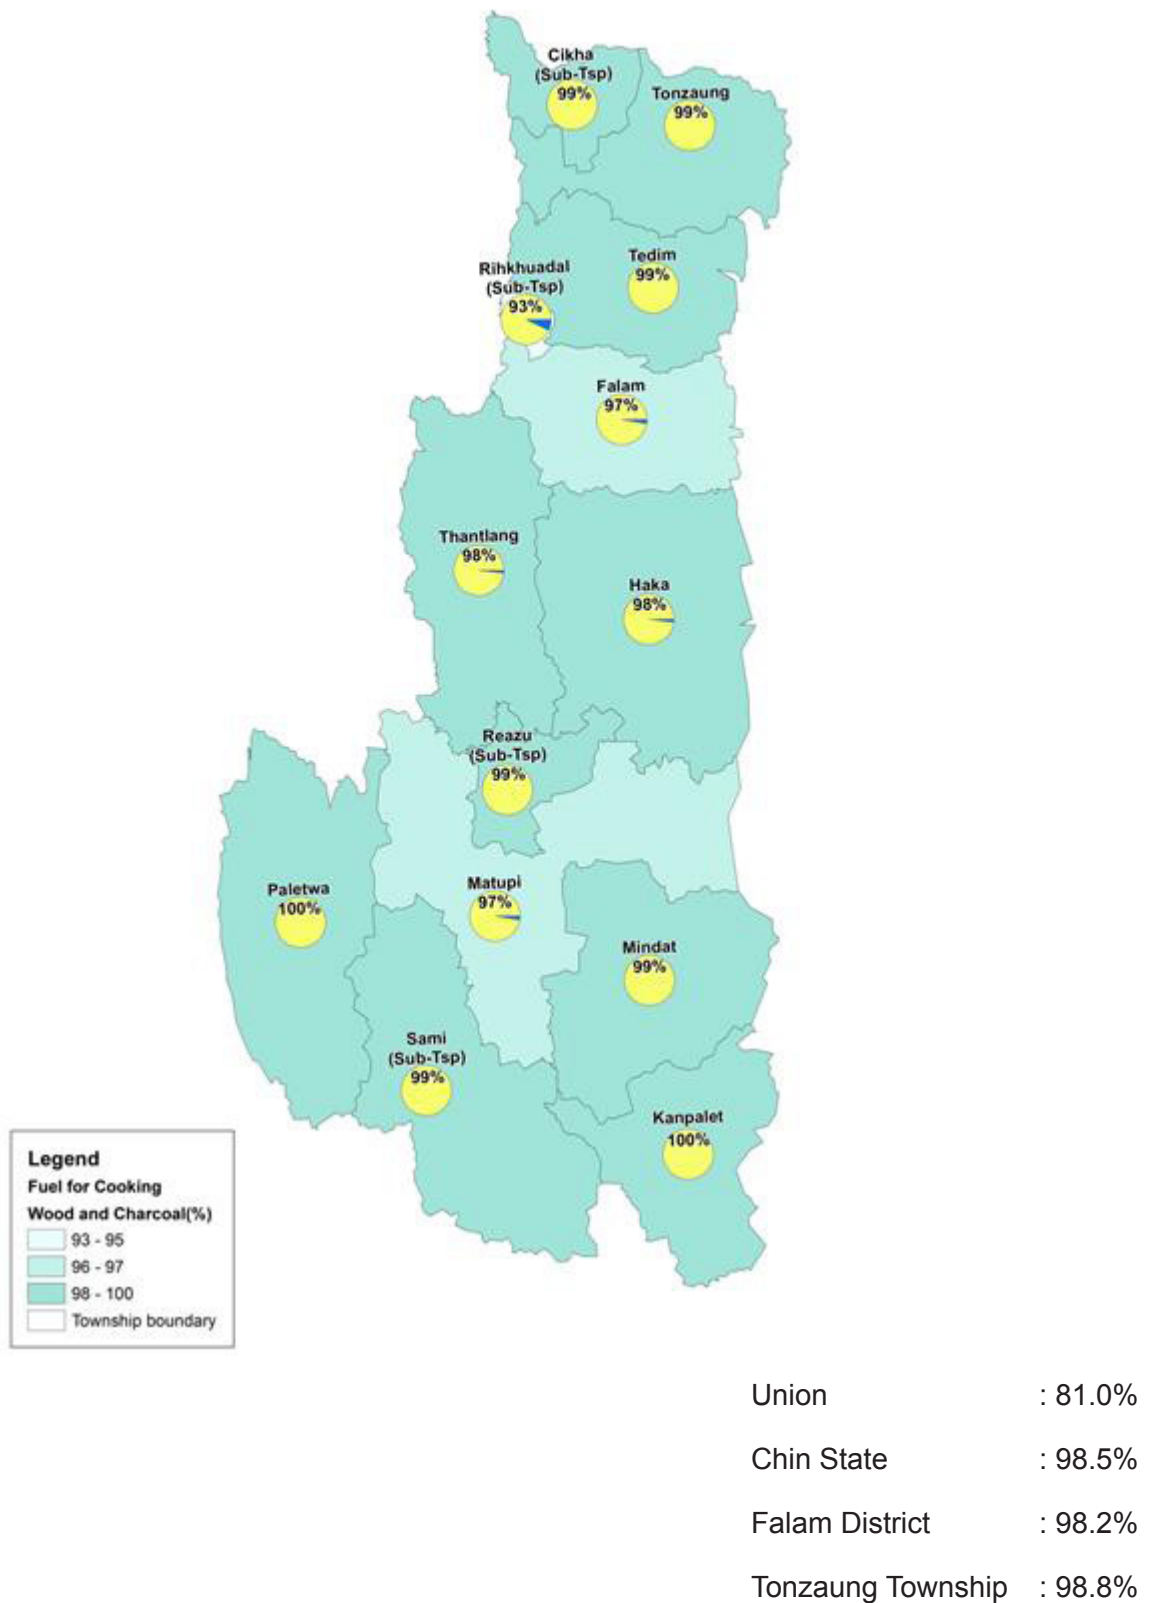 Cikha
(Sub-Tsp)
99%
Tonzaung
99%
Tedim
99%
Rihkhuadal
(Sub-Tsp)
93%
Falam
97%
Thantlang
98%
Haka
98%
Reazu
(Sub-Tsp)
99%
Paletwa
100%
Matupi
97%
Mindat
99%
Sami
(Sub-Tsp)
99%
Kanpalet
100%
Legend
Fuel for Cooking
Wood and Charcoal(%)
93 - 95
96 - 97
98 - 100
Township boundary
Union : 81.0%
Chin State : 98.5%
Falam District : 98.2%
Tonzaung Township : 98.8%